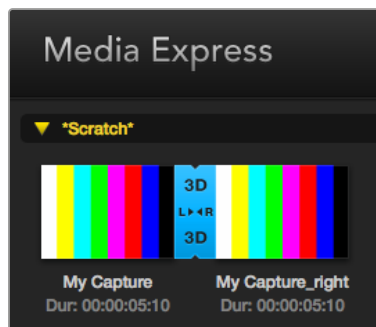 Media Express
*Scratch*
3D
L▶◀R
3D
My Capture My Capture_right
Dur: 00:00:05:10 Dur: 00:00:05:10